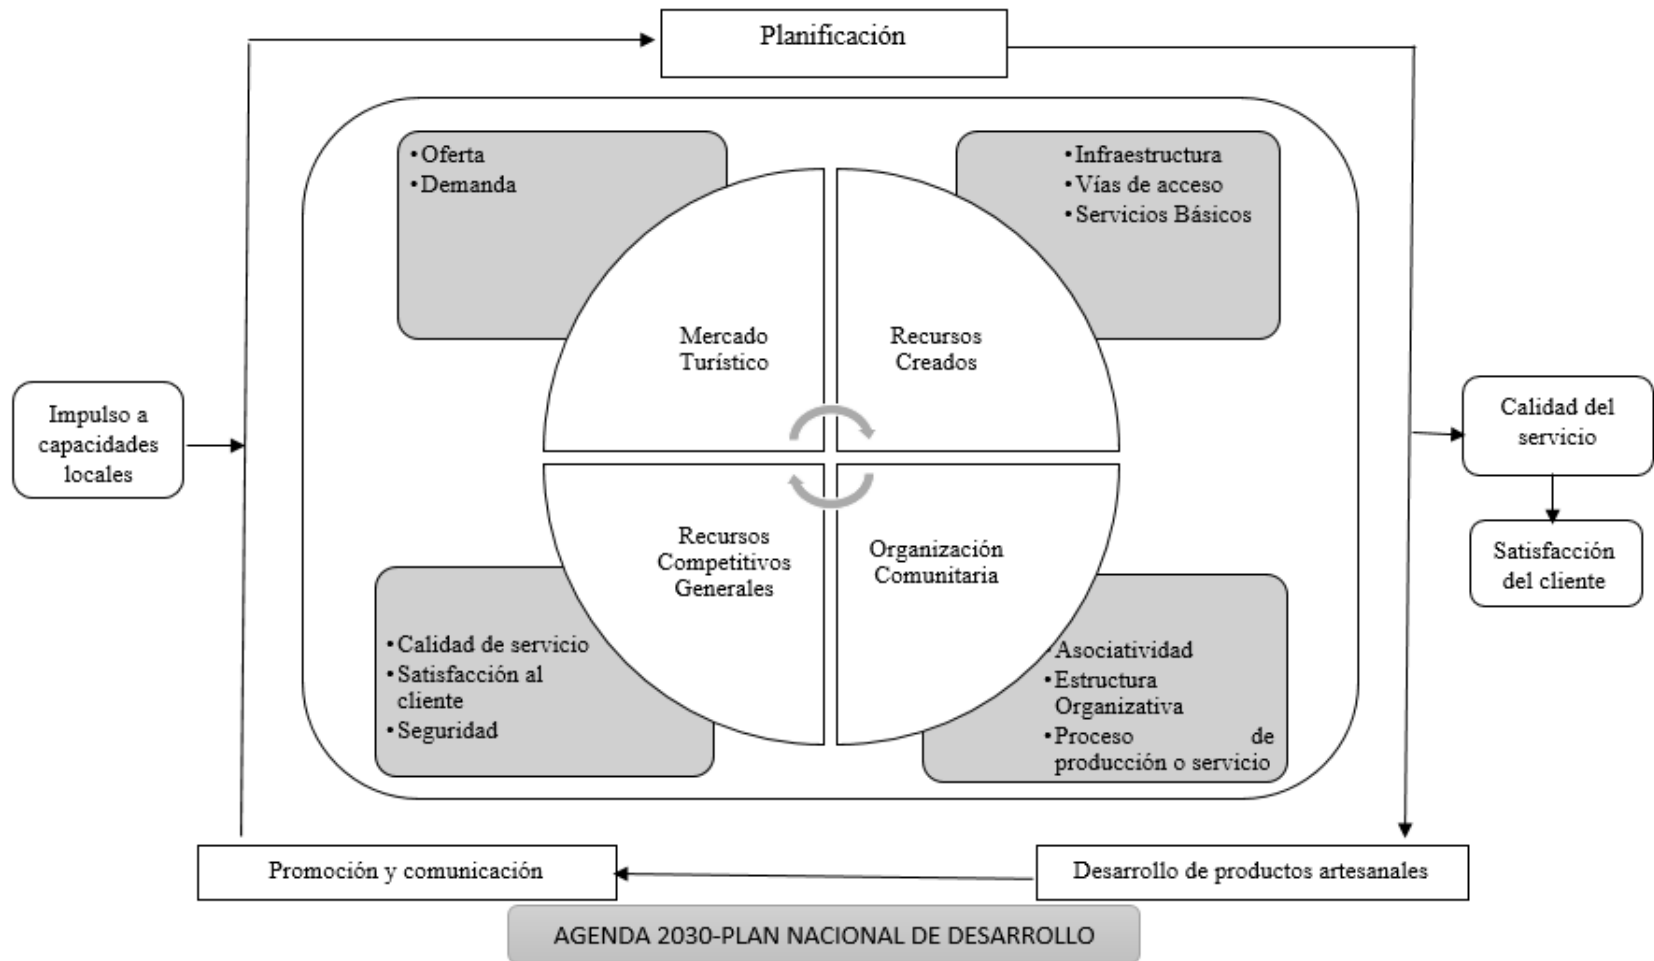 Planificación
•Oferta
•Demanda
•Infraestructura
•Vías de acceso
•Servicios Básicos
Mercado
Turístico
Recursos
Creados
Impulso a
capacidades
locales
Calidad del
servicio
Satisfacción
del cliente
Recursos
Competitivos
Generales
Organización
Comunitaria
•Calidad de servicio
•Satisfacción al
cliente
•Seguridad
•Asociatividad
•Estructura
Organizativa
•Proceso de
producción o servicio
Promoción y comunicación
Desarrollo de productos artesanales
AGENDA 2030-PLAN NACIONAL DE DESARROLLO